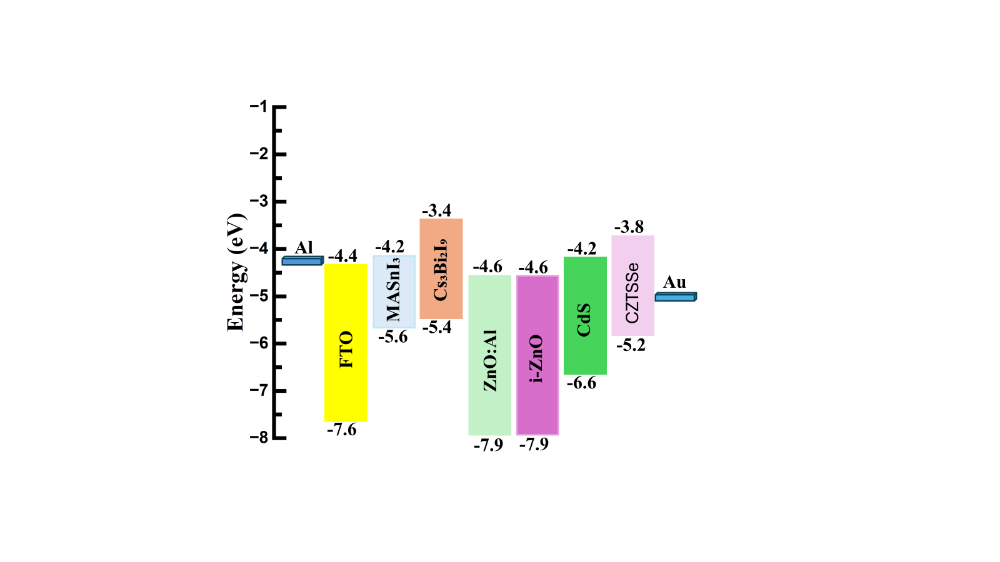 −1
−2
−3
−4
−5
−6
−7
−8
Energy (eV)
Al
-4.4
FTO
-7.6
-4.2
MASnI₃
-5.6
-3.4
Cs₃Bi₂I₉
-5.4
-4.6
ZnO:Al
-7.9
-4.6
i-ZnO
-7.9
-4.2
CdS
-6.6
-3.8
CZTSSe
-5.2
Au